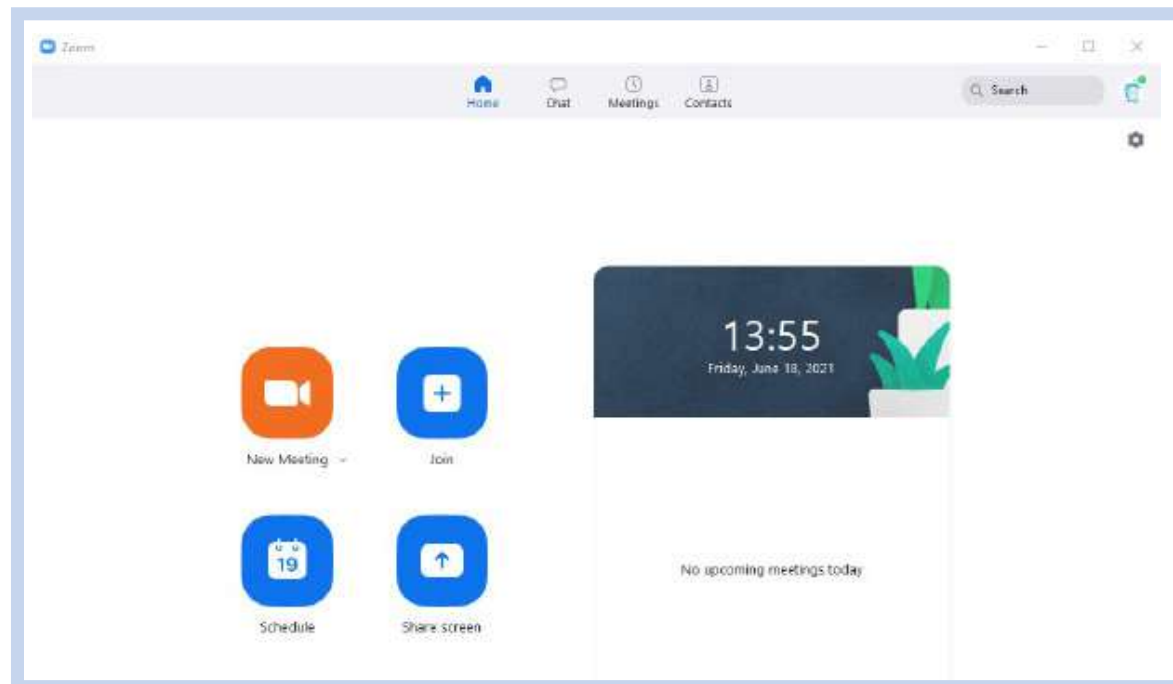 Zoom
Home
Chat
Meetings
Contacts
Search
13:55
Friday, June 18, 2021
New Meeting
Join
19
Schedule
Share screen
No upcoming meetings today